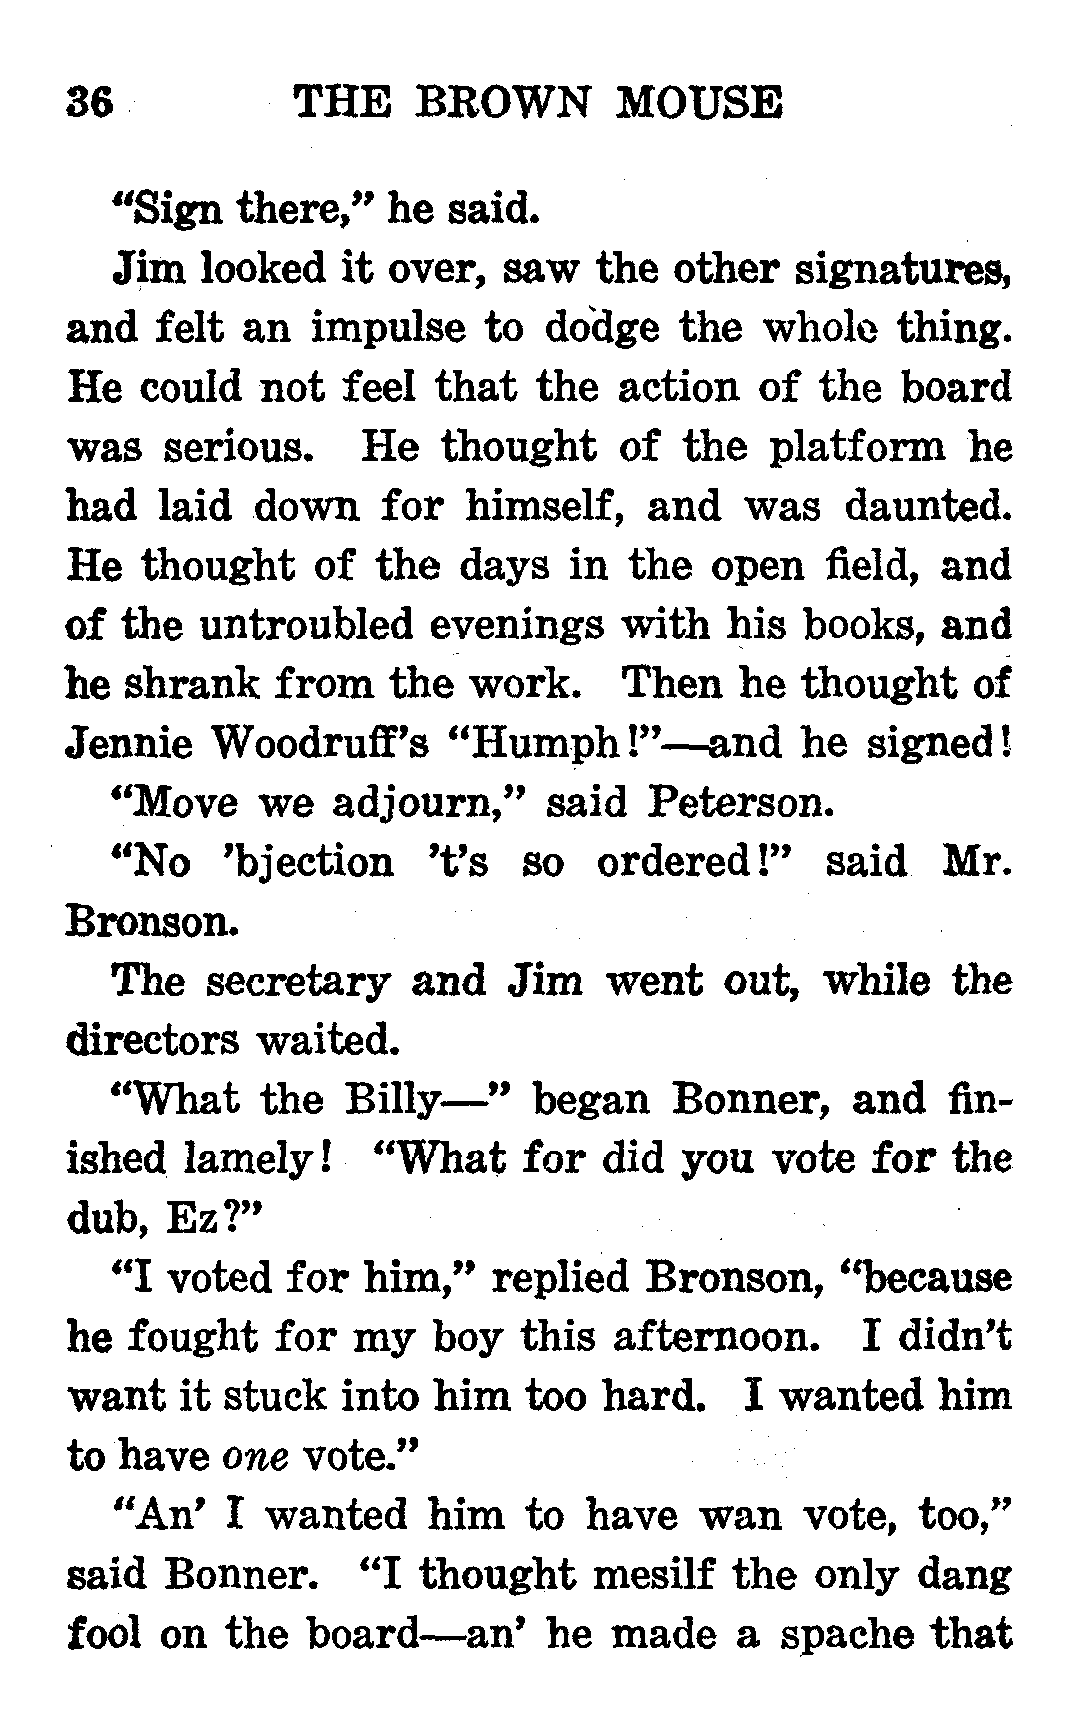 36 THE BROWN MOUSE
“Sign there,” he said.
Jim looked it over, saw the other signatures,
and felt an impulse to dodge the whole thing.
He could not feel that the action of the board
was serious. He thought of the platform he
had laid down for himself, and was daunted.
He thought of the days in the open field, and
of the untroubled evenings with his books, and
he shrank from the work. Then he thought of
Jennie Woodruff’s “Humph!”—and he signed!
“Move we adjourn,” said Peterson.
“No ’bjection ’t’s so ordered!” said Mr.
Bronson.
The secretary and Jim went out, while the
directors waited.
“What the Billy—” began Bonner, and fin-
ished lamely! “What for did you vote for the
dub, Ez?”
“I voted for him,” replied Bronson, “because
he fought for my boy this afternoon. I didn’t
want it stuck into him too hard. I wanted him
to have one vote.”
“An’ I wanted him to have wan vote, too,”
said Bonner. “I thought mesilf the only dang
fool on the board—an’ he made a spache that